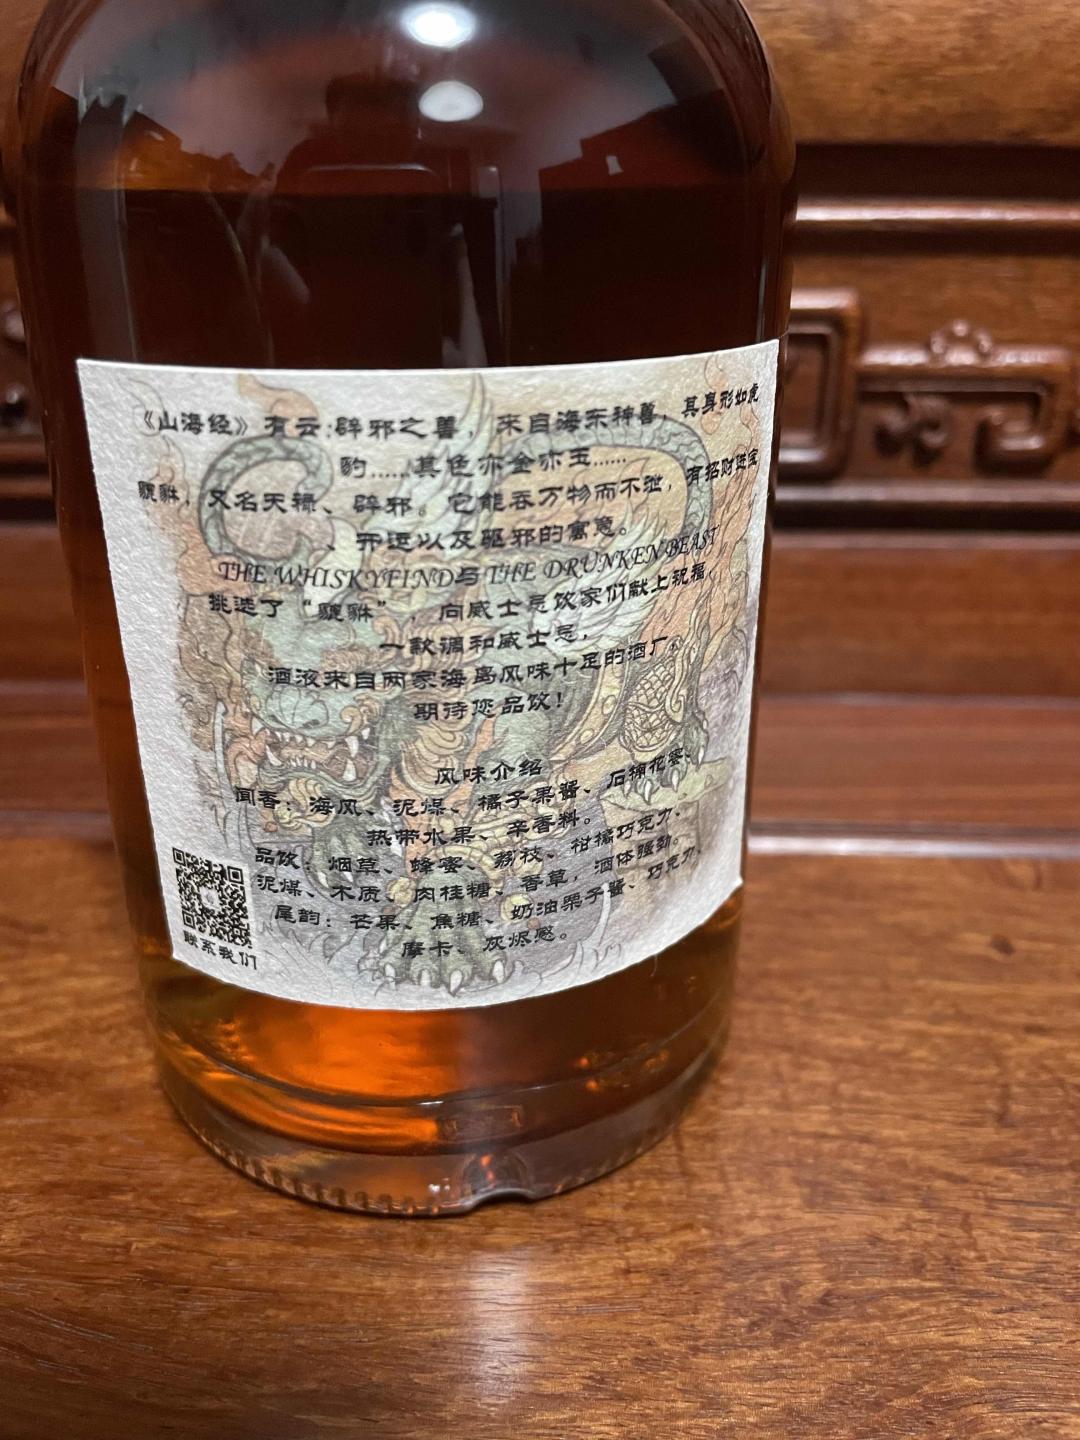 《山海经》有云:辟邪之兽，来自海东神兽，其身形如虎
豹......其色亦金亦玉......
貔貅，又名天禄、辟邪。它能吞万物而不泄，有招财进宝
、开运以及驱邪的寓意。
THE WHISKYFIND与THE DRUNKEN BEAST
挑选了“貔貅”，向威士忌饮家们献上祝福，
一款调和威士忌，
酒液来自两家海岛风味十足的酒厂，
期待您品饮！
风味介绍
闻香：海风、泥煤、橘子果酱、石楠花蜜、
热带水果、辛香料。
品饮：烟草、蜂蜜、荔枝、柑橘巧克力、
泥煤、木质、肉桂糖、香草，酒体强劲。
尾韵：芒果、焦糖、奶油栗子酱、巧克力、
摩卡、灰烬感。
联系我们